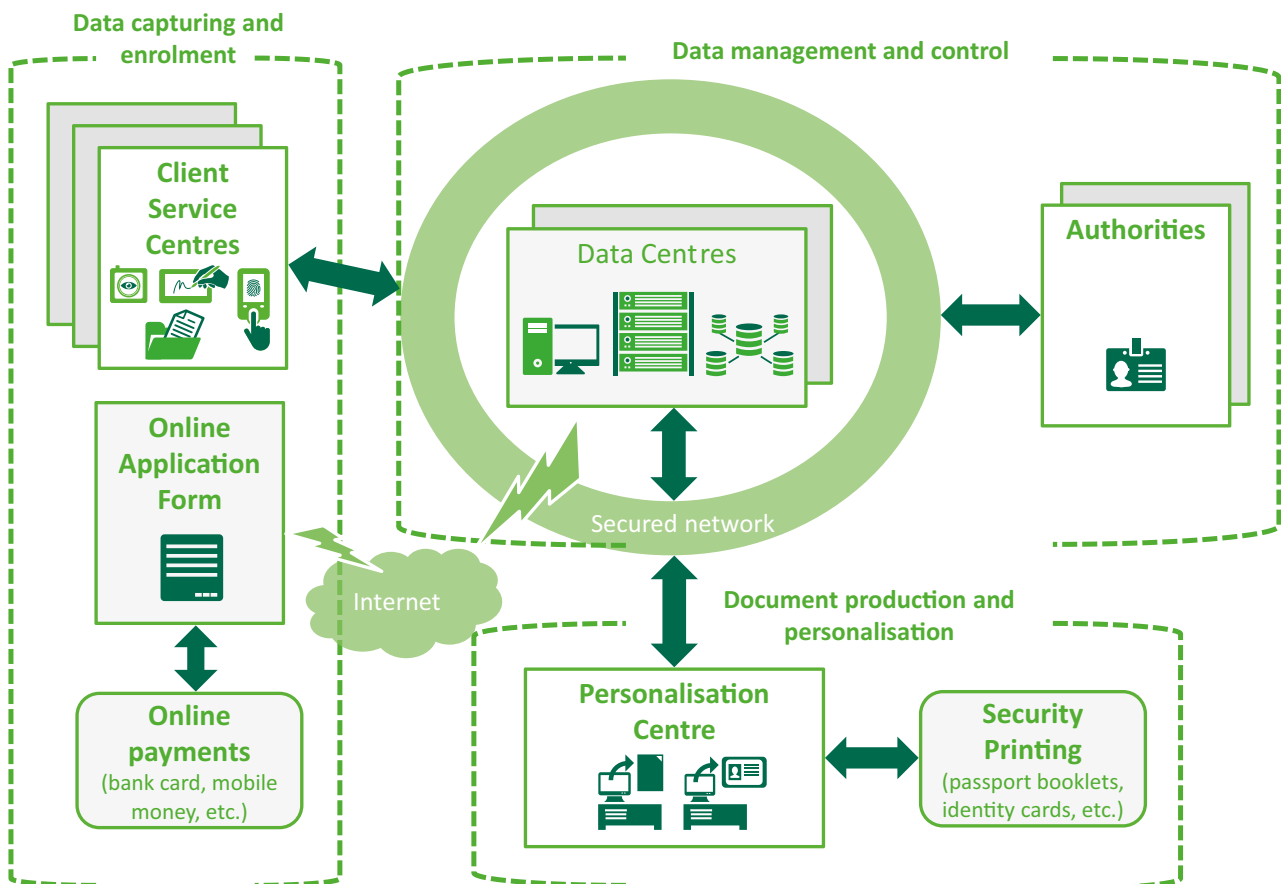 Data capturing and
enrolment
Client
Service
Centres
Online
Application
Form
Online
payments
(bank card, mobile
money, etc.)
Internet
Data management and control
Data Centres
Secured network
Authorities
Document production and
personalisation
Personalisation
Centre
Security
Printing
(passport booklets,
identity cards, etc.)